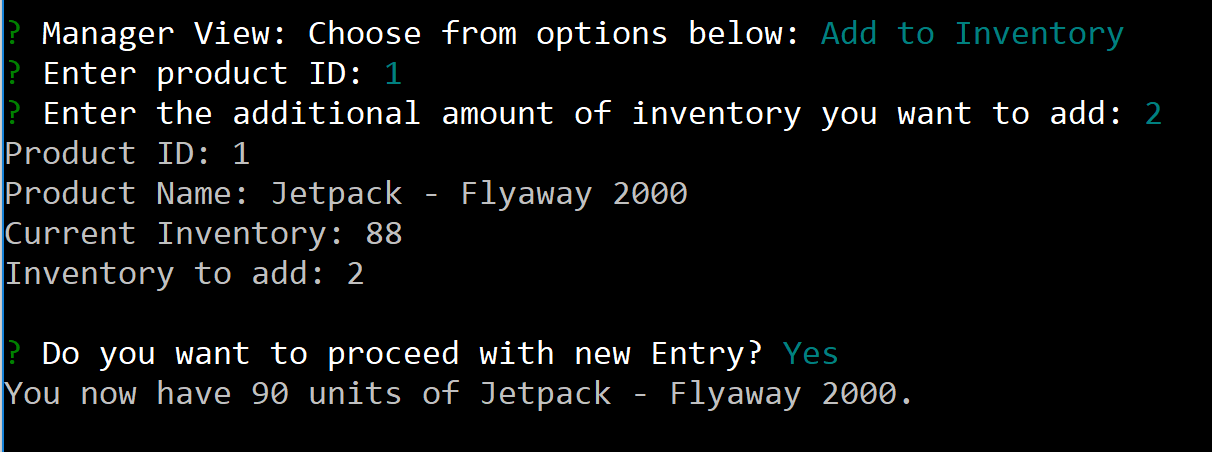 ? Manager View: Choose from options below: Add to Inventory
? Enter product ID: 1
? Enter the additional amount of inventory you want to add: 2
Product ID: 1
Product Name: Jetpack - Flyaway 2000
Current Inventory: 88
Inventory to add: 2
? Do you want to proceed with new Entry? Yes
You now have 90 units of Jetpack - Flyaway 2000.